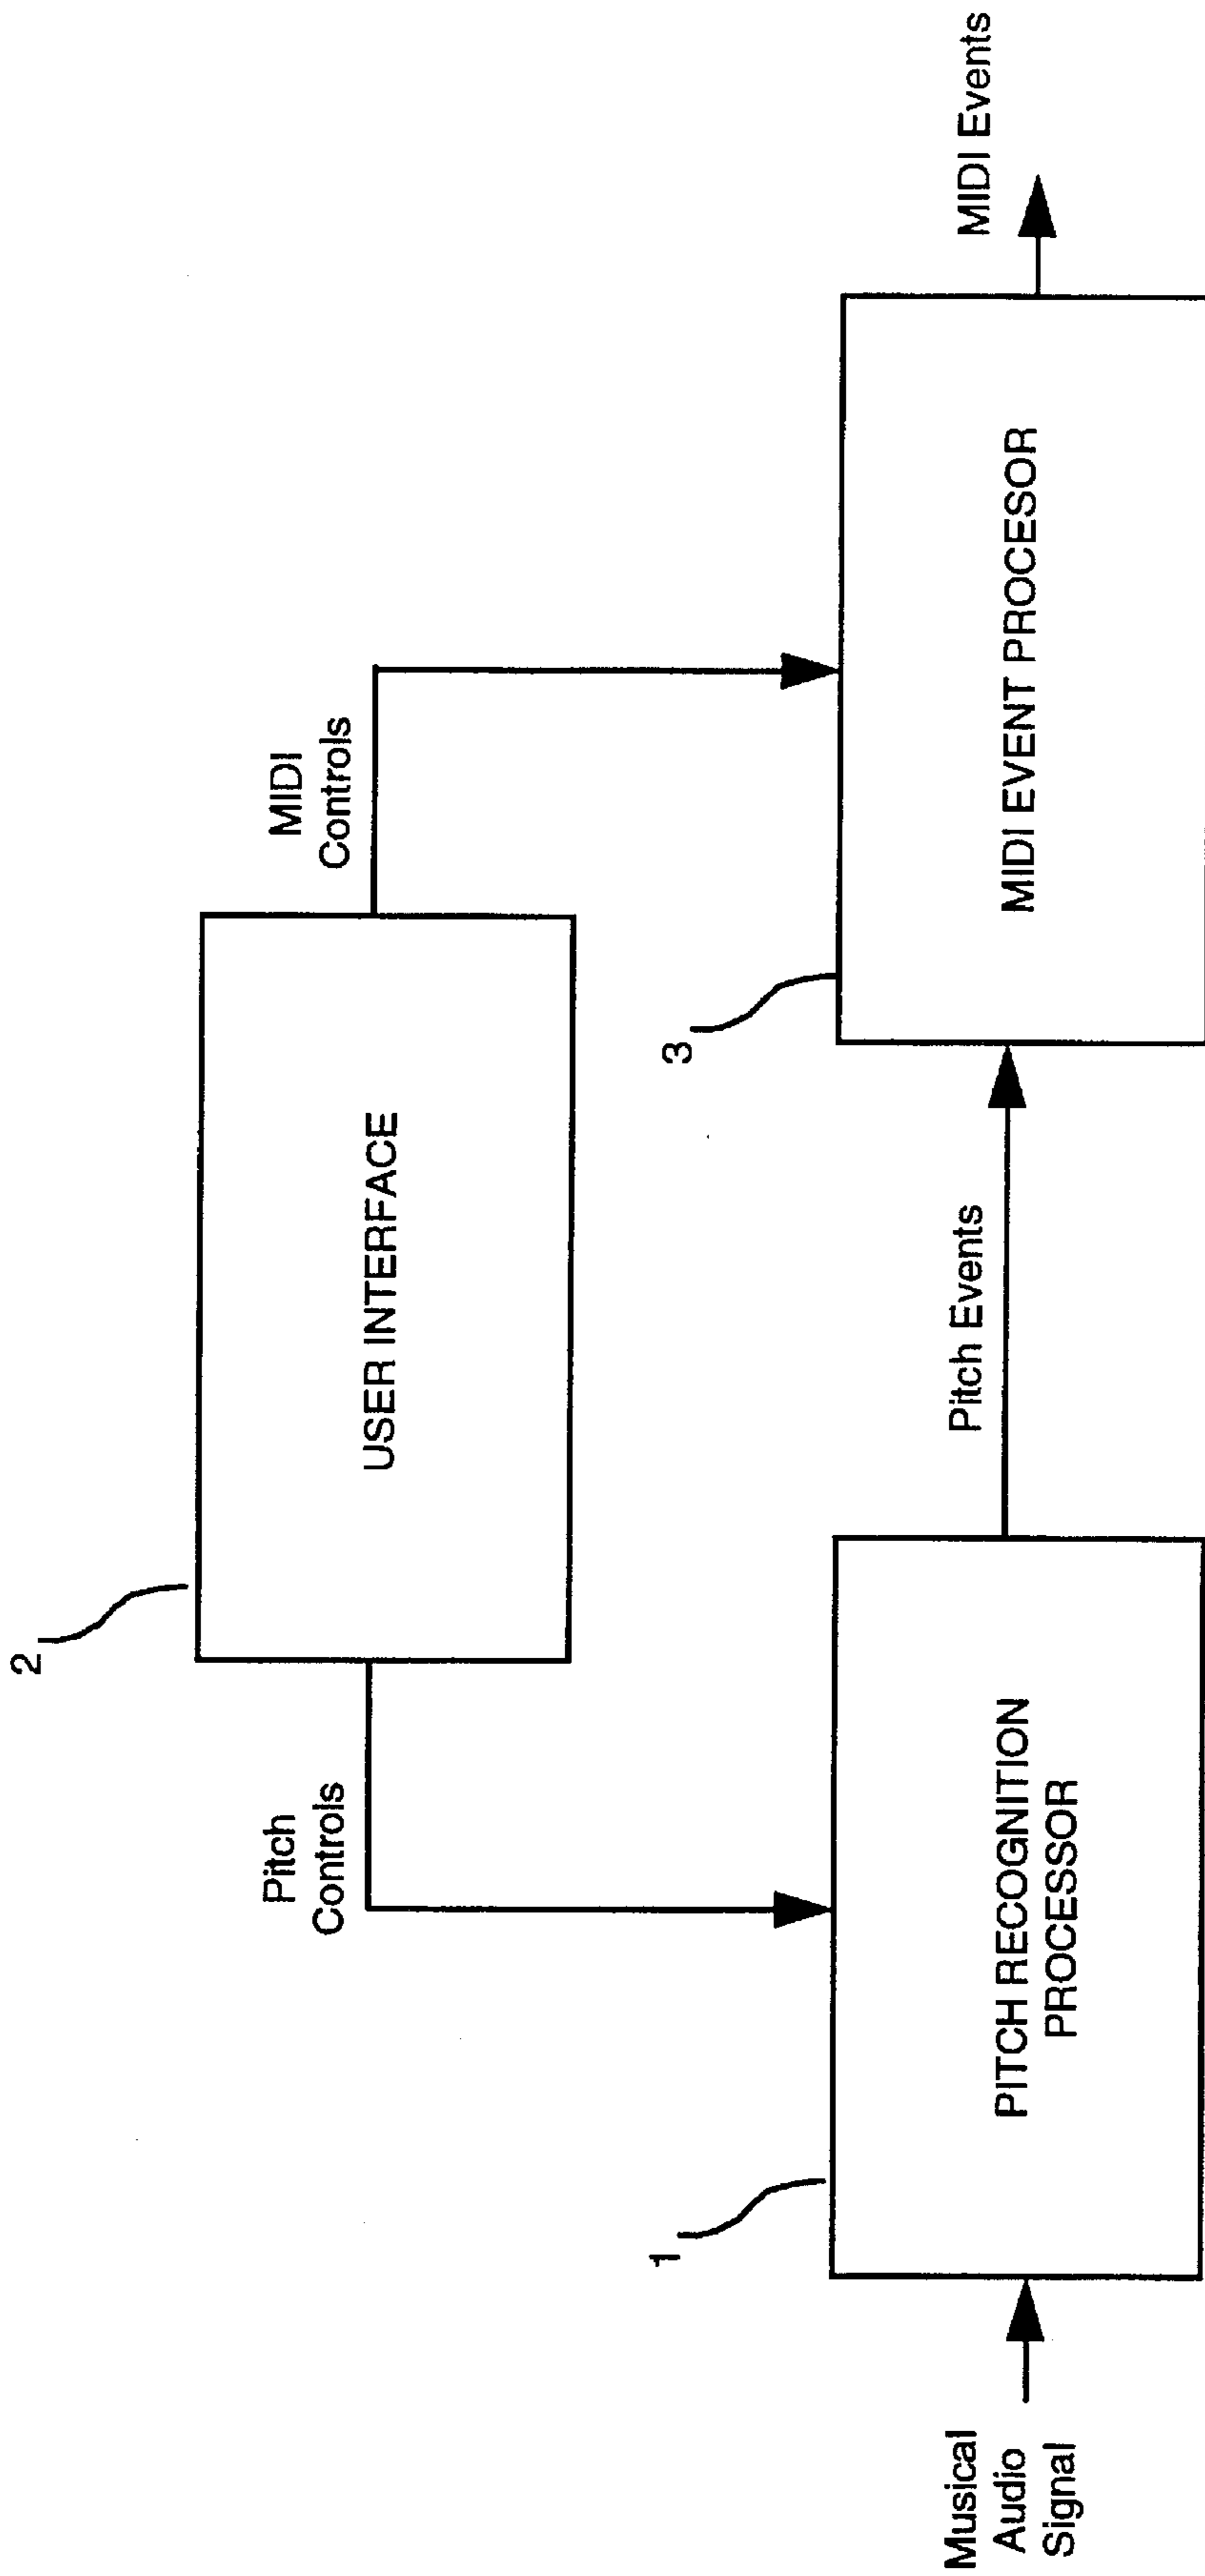 2
USER INTERFACE
Pitch
Controls
MIDI
Controls
1
3
Musical
Audio
Signal
PITCH RECOGNITION
PROCESSOR
Pitch Events
MIDI EVENT PROCESOR
MIDI Events